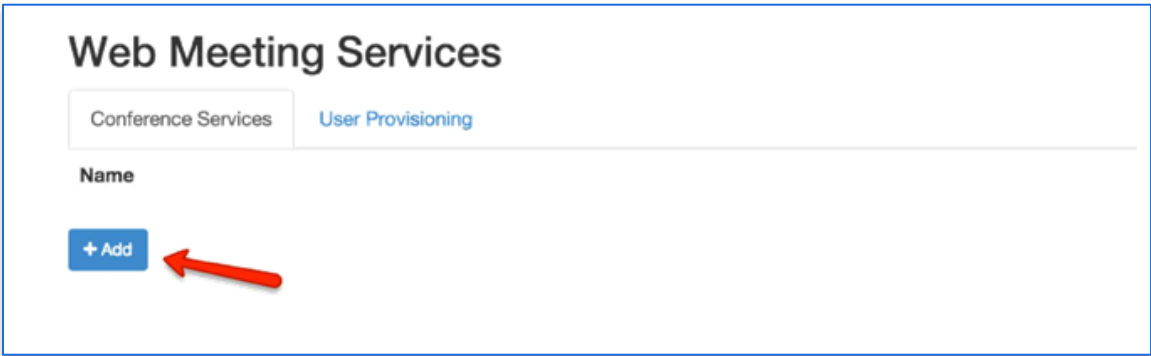 Web Meeting Services
Conference Services User Provisioning
Name
+ Add